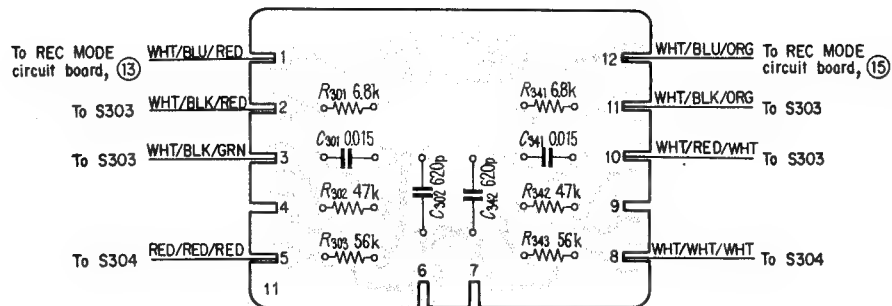 To REC MODE WHT/BLU/RED 1
circuit board, ⑬
12 WHT/BLU/ORG To REC MODE
circuit board, ⑮
R301 6.8k
R341 6.8k
To S303 WHT/BLK/RED 2
11 WHT/BLK/ORG To S303
C301 0.015
C341 0.015
To S303 WHT/BLK/GRN 3
10 WHT/RED/WHT To S303
C302 620p
C342 620p
R302 47k
R342 47k
4
9
R303 56k
R343 56k
To S304 RED/RED/RED 5
8 WHT/WHT/WHT To S304
6 7
11